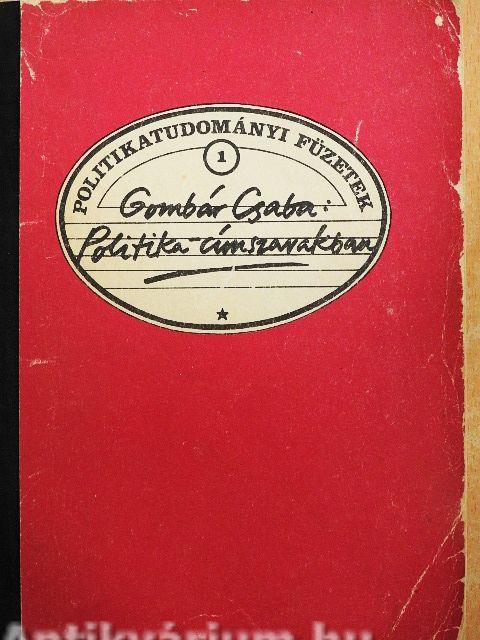 POLITIKATUDOMÁNYI FÜZETEK
1
Gombár Csaba:
Politika címszavakban
Antikvárium.hu